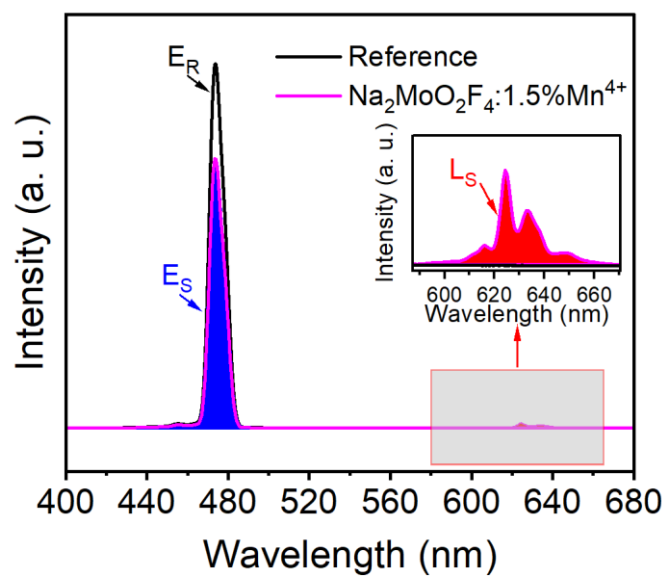 Reference
Na₂MoO₂F₄:1.5%Mn⁴⁺
E_R
E_S
L_S
Intensity (a. u.)
600 620 640 660
Wavelength (nm)
Intensity (a. u.)
400 440 480 520 560 600 640 680
Wavelength (nm)